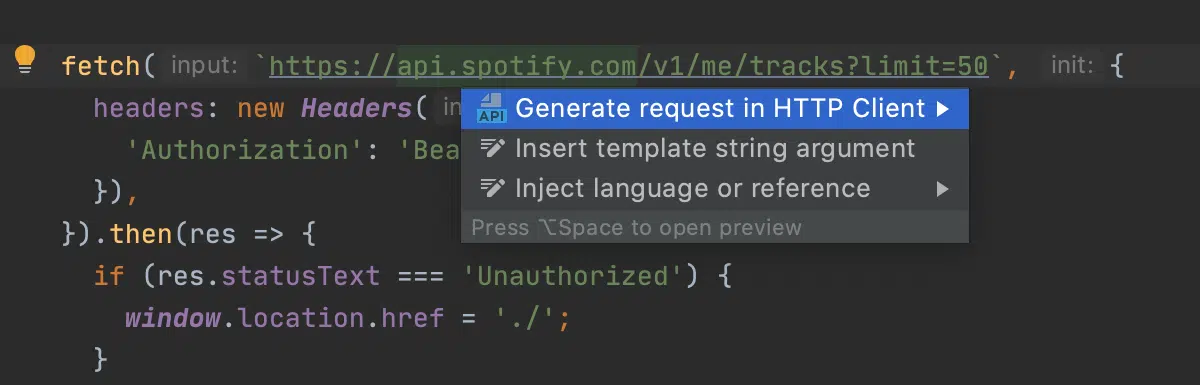 fetch( input: `https://api.spotify.com/v1/me/tracks?limit=50`, init: {
headers: new Headers( in
API Generate request in HTTP Client
'Authorization': 'Bea
Insert template string argument
}),
Inject language or reference
Press ⌥Space to open preview
}).then(res => {
if (res.statusText === 'Unauthorized') {
window.location.href = './';
}